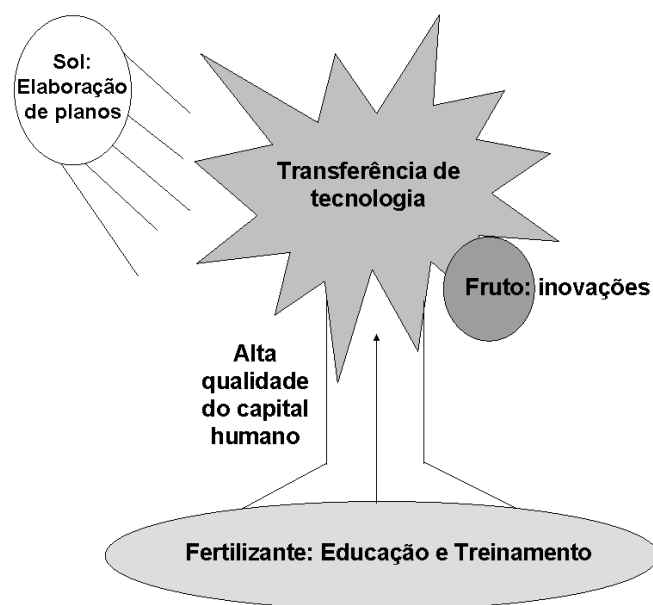 Sol:
Elaboração
de planos
Transferência de
tecnologia
Fruto: inovações
Alta
qualidade
do capital
humano
Fertilizante: Educação e Treinamento